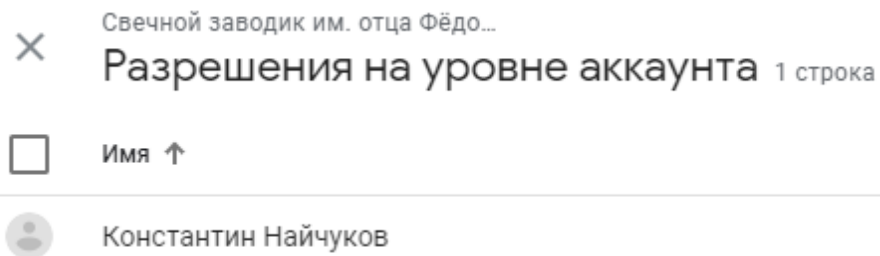 Свечной заводик им. отца Фёдо...
Разрешения на уровне аккаунта 1 строка
Имя ↑
Константин Найчуков